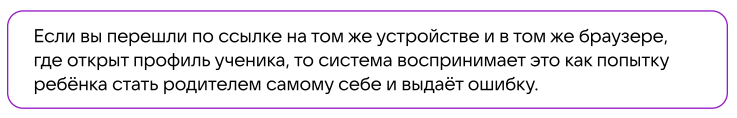 Если вы перешли по ссылке на том же устройстве и в том же браузере,
где открыт профиль ученика, то система воспринимает это как попытку
ребёнка стать родителем самому себе и выдаёт ошибку.